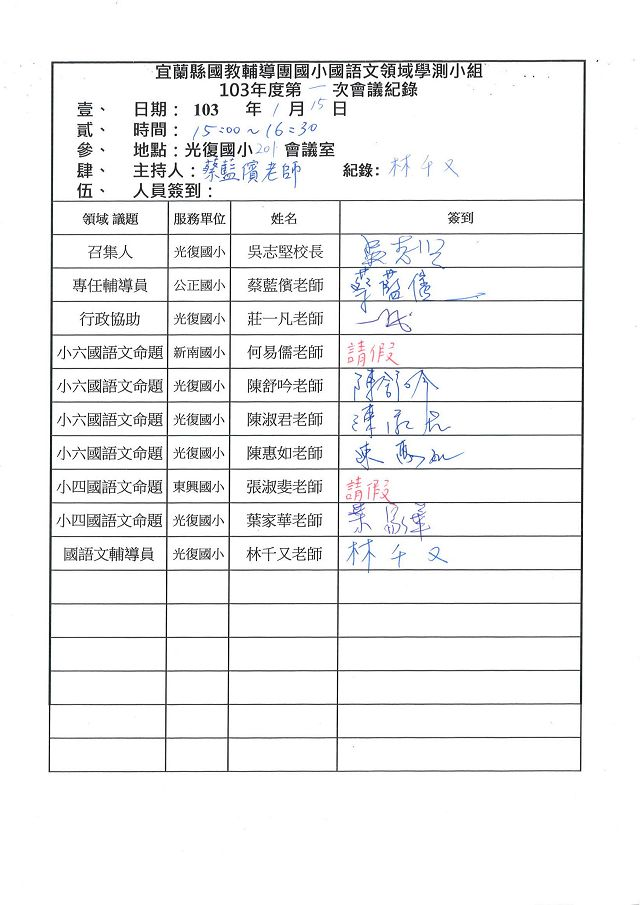 宜蘭縣國教輔導團國小國語文領域學測小組
103年度第一次會議紀錄
壹、 日期：103 年 1 月 15 日
貳、 時間：15:00~16:30
參、 地點：光復國小201會議室
肆、 主持人：蔡藍儐老師 紀錄：林千又
伍、 人員簽到：
領域 議題 服務單位 姓名 簽到
召集人 光復國小 吳志堅校長 吳志堅
專任輔導員 公正國小 蔡藍儐老師 蔡藍儐
行政協助 光復國小 莊一凡老師
小六國語文命題 新南國小 何易儒老師 請假
小六國語文命題 光復國小 陳舒吟老師 陳舒吟
小六國語文命題 光復國小 陳淑君老師 陳淑君
小六國語文命題 光復國小 陳惠如老師 陳惠如
小四國語文命題 東興國小 張淑斐老師 請假
小四國語文命題 光復國小 葉家華老師 葉家華
國語文輔導員 光復國小 林千又老師 林千又